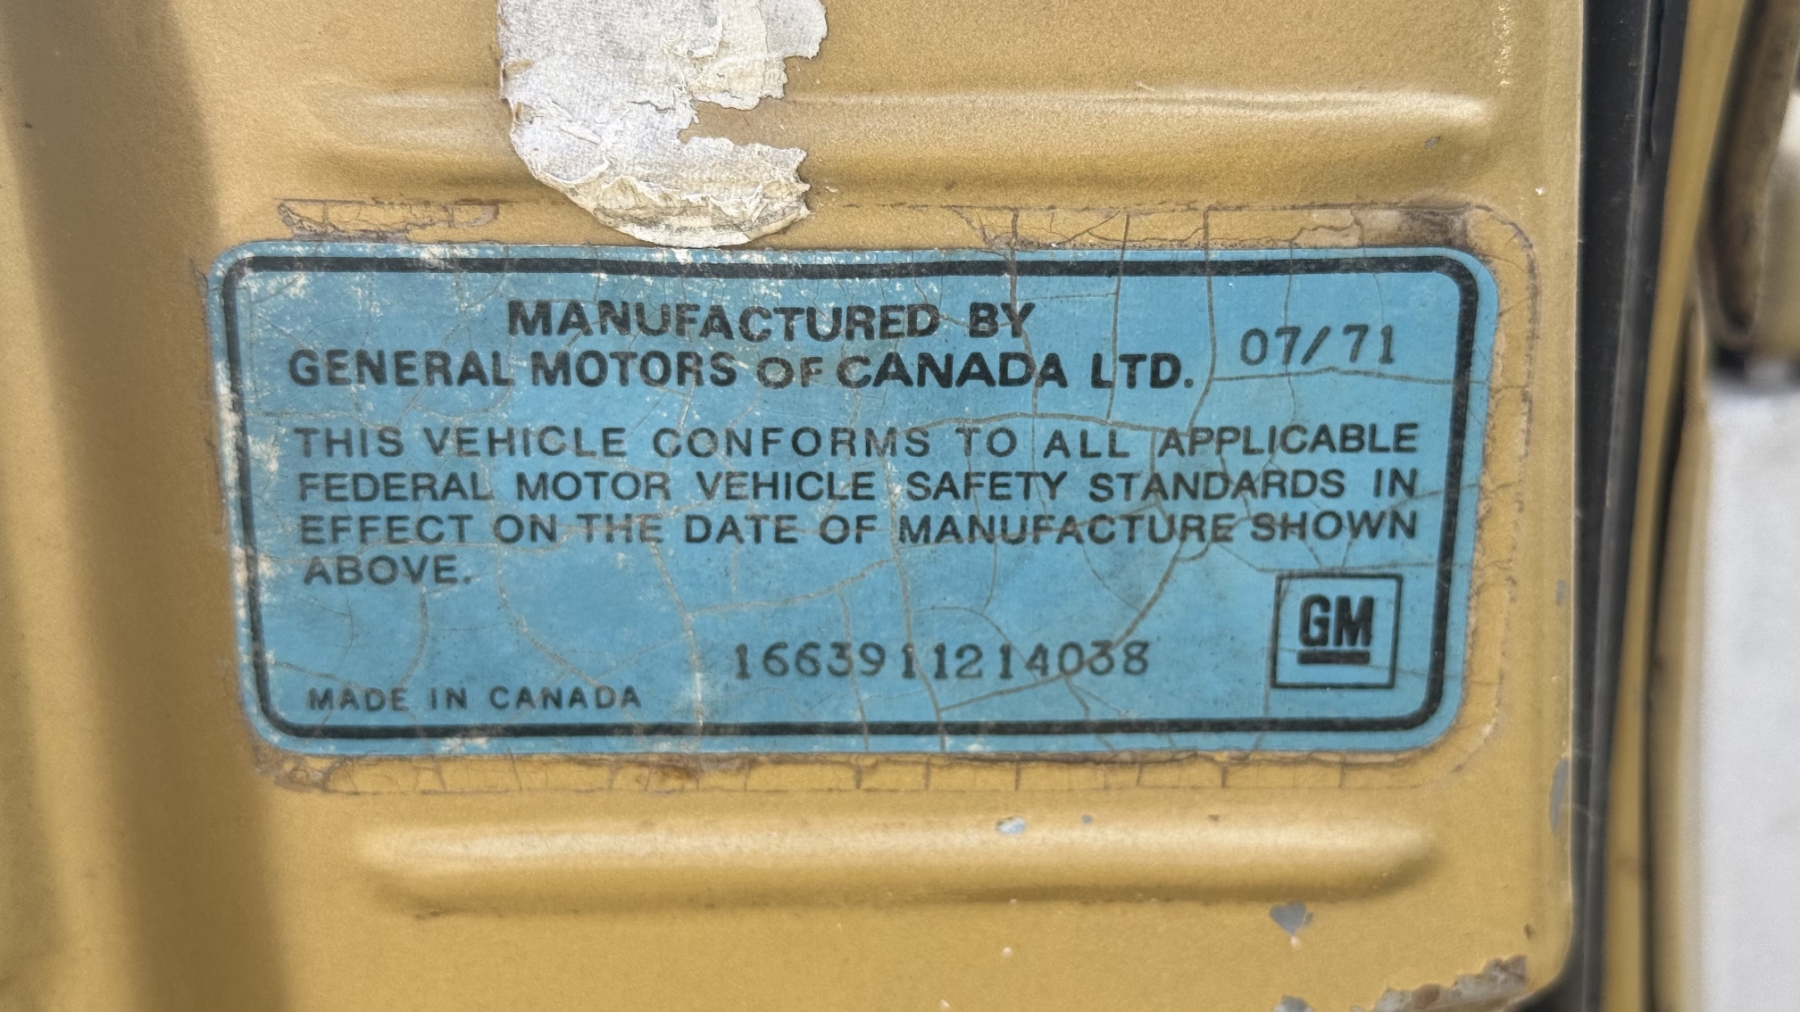 MANUFACTURED BY
GENERAL MOTORS OF CANADA LTD.
07/71
THIS VEHICLE CONFORMS TO ALL APPLICABLE
FEDERAL MOTOR VEHICLE SAFETY STANDARDS IN
EFFECT ON THE DATE OF MANUFACTURE SHOWN
ABOVE.
1663911214038
GM
MADE IN CANADA